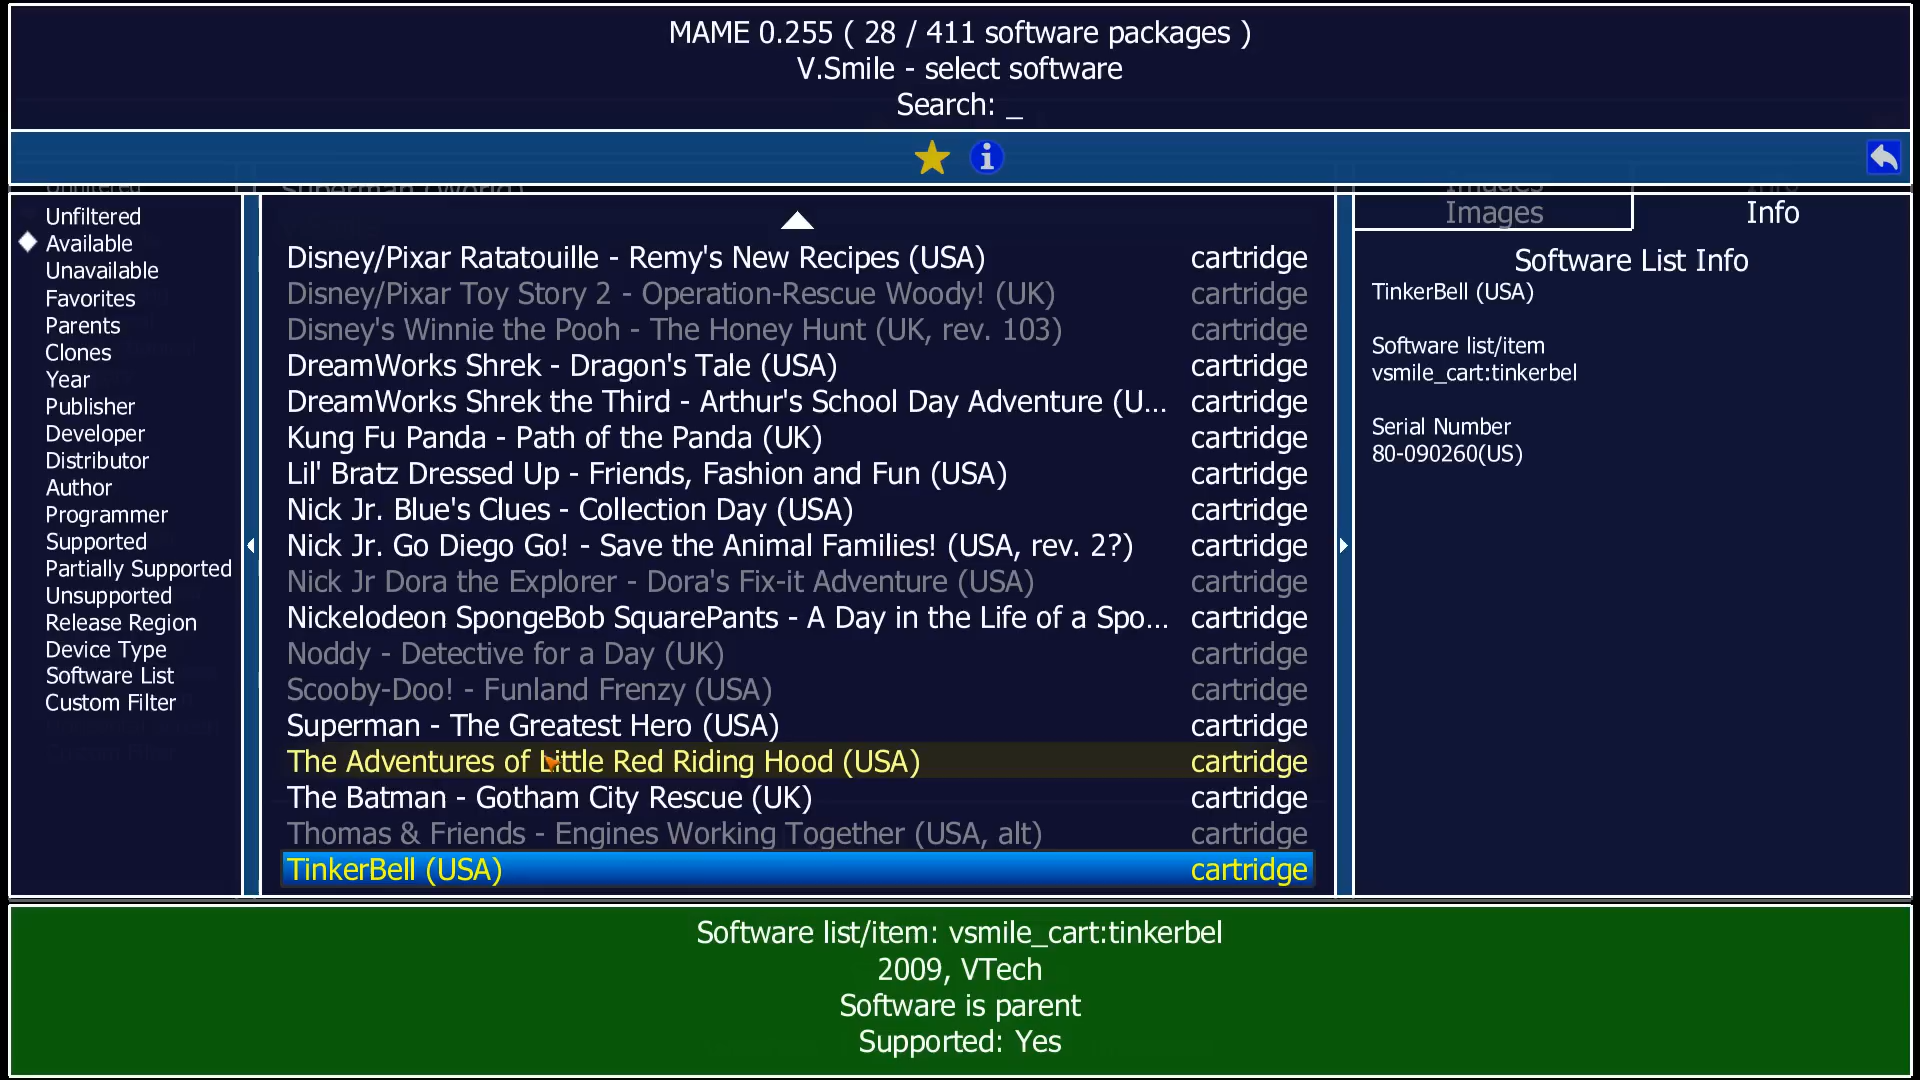 MAME 0.255 ( 28 / 411 software packages )
V.Smile - select software
Search: _
Unfiltered
Available
Unavailable
Favorites
Parents
Clones
Year
Publisher
Developer
Distributor
Author
Programmer
Supported
Partially Supported
Unsupported
Release Region
Device Type
Software List
Custom Filter
Disney/Pixar Ratatouille - Remy's New Recipes (USA) cartridge
Disney/Pixar Toy Story 2 - Operation-Rescue Woody! (UK) cartridge
Disney's Winnie the Pooh - The Honey Hunt (UK, rev. 103) cartridge
DreamWorks Shrek - Dragon's Tale (USA) cartridge
DreamWorks Shrek the Third - Arthur's School Day Adventure (U... cartridge
Kung Fu Panda - Path of the Panda (UK) cartridge
Lil' Bratz Dressed Up - Friends, Fashion and Fun (USA) cartridge
Nick Jr. Blue's Clues - Collection Day (USA) cartridge
Nick Jr. Go Diego Go! - Save the Animal Families! (USA, rev. 2?) cartridge
Nick Jr Dora the Explorer - Dora's Fix-it Adventure (USA) cartridge
Nickelodeon SpongeBob SquarePants - A Day in the Life of a Spo... cartridge
Noddy - Detective for a Day (UK) cartridge
Scooby-Doo! - Funland Frenzy (USA) cartridge
Superman - The Greatest Hero (USA) cartridge
The Adventures of Little Red Riding Hood (USA) cartridge
The Batman - Gotham City Rescue (UK) cartridge
Thomas & Friends - Engines Working Together (USA, alt) cartridge
TinkerBell (USA) cartridge
Images Info
Software List Info
TinkerBell (USA)
Software list/item
vsmile_cart:tinkerbel
Serial Number
80-090260(US)
Software list/item: vsmile_cart:tinkerbel
2009, VTech
Software is parent
Supported: Yes